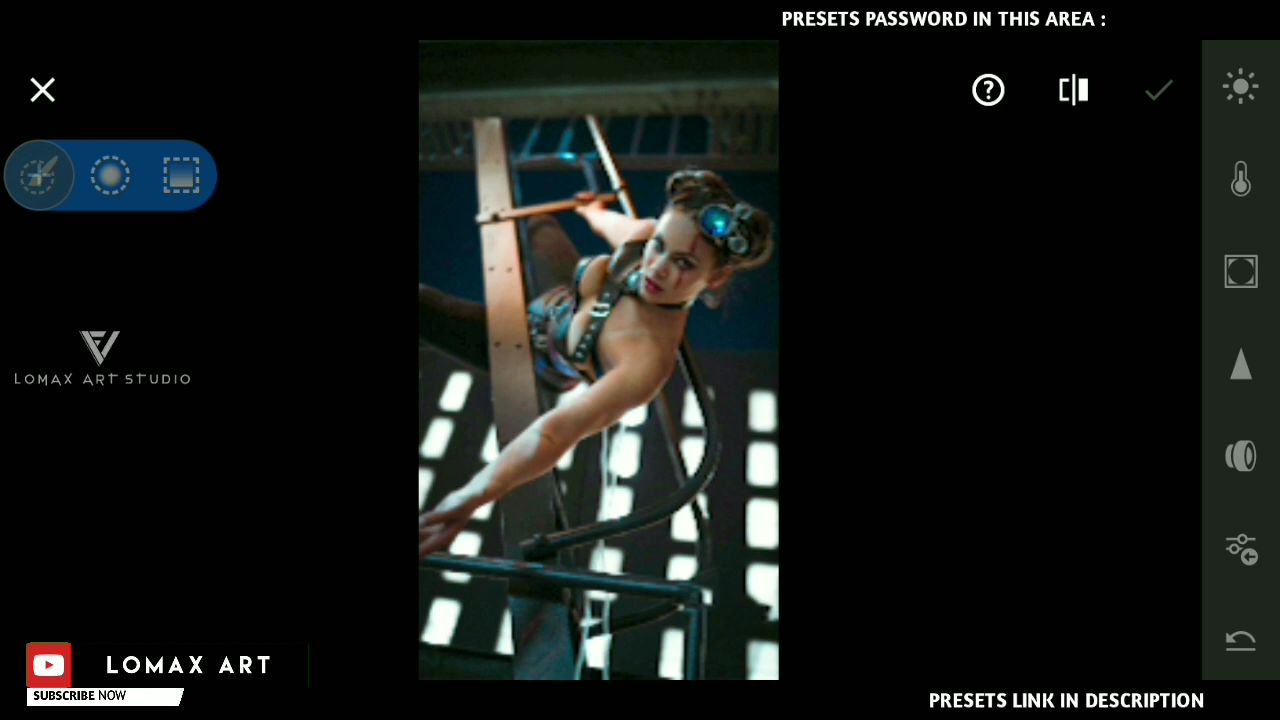 PRESETS PASSWORD IN THIS AREA :
LOMAX ART STUDIO
LOMAX ART
SUBSCRIBE NOW
PRESETS LINK IN DESCRIPTION